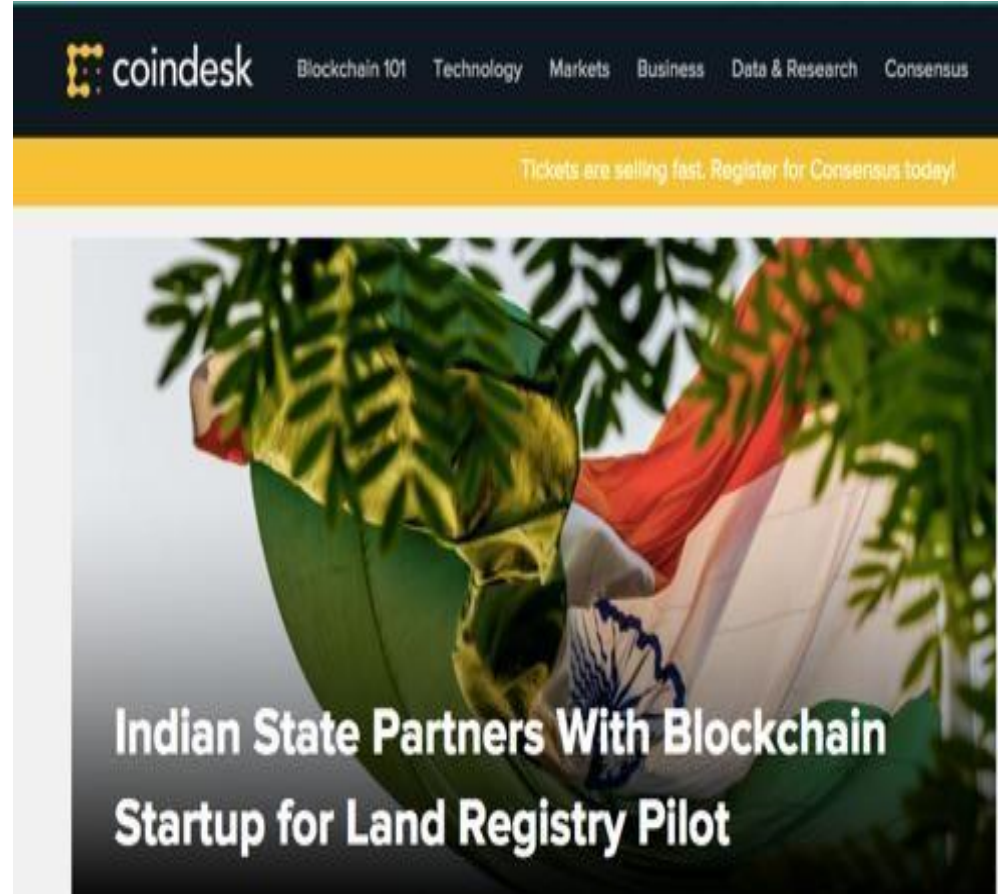 coindesk Blockchain 101 Technology Markets Business Data & Research Consensus
Tickets are selling fast. Register for Consensus today!
Indian State Partners With Blockchain
Startup for Land Registry Pilot